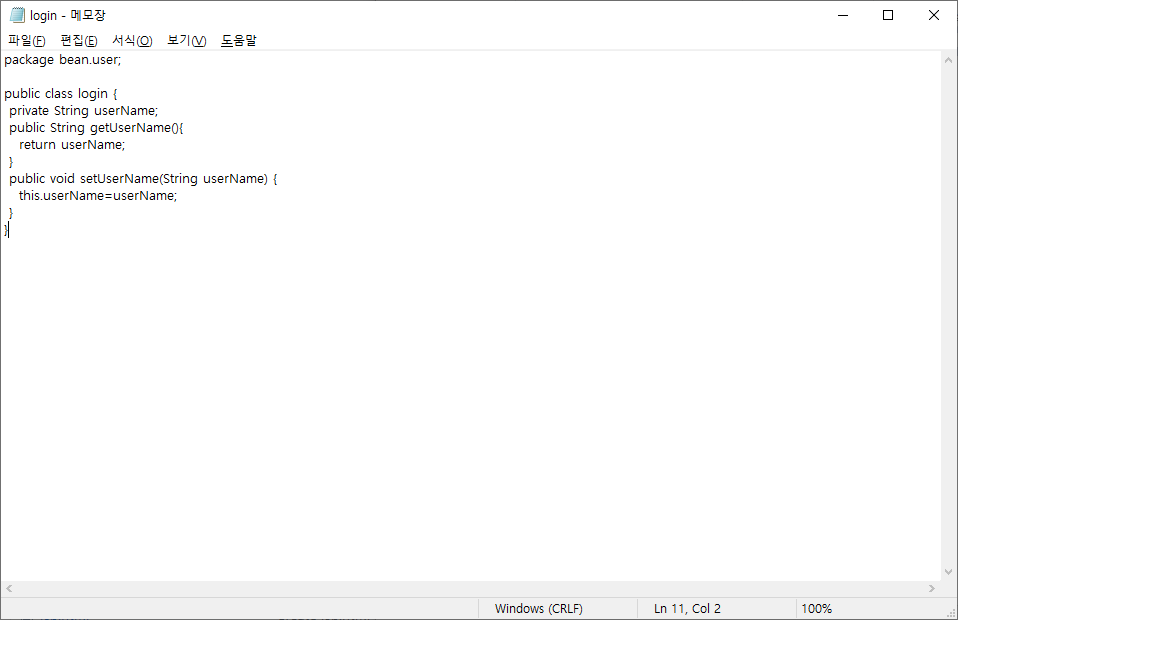 login - 메모장
파일(F) 편집(E) 서식(O) 보기(V) 도움말
package bean.user;

public class login {
 private String userName;
 public String getUserName(){
   return userName;
 }
 public void setUserName(String userName) {
   this.userName=userName;
 }
}
Windows (CRLF) Ln 11, Col 2 100%